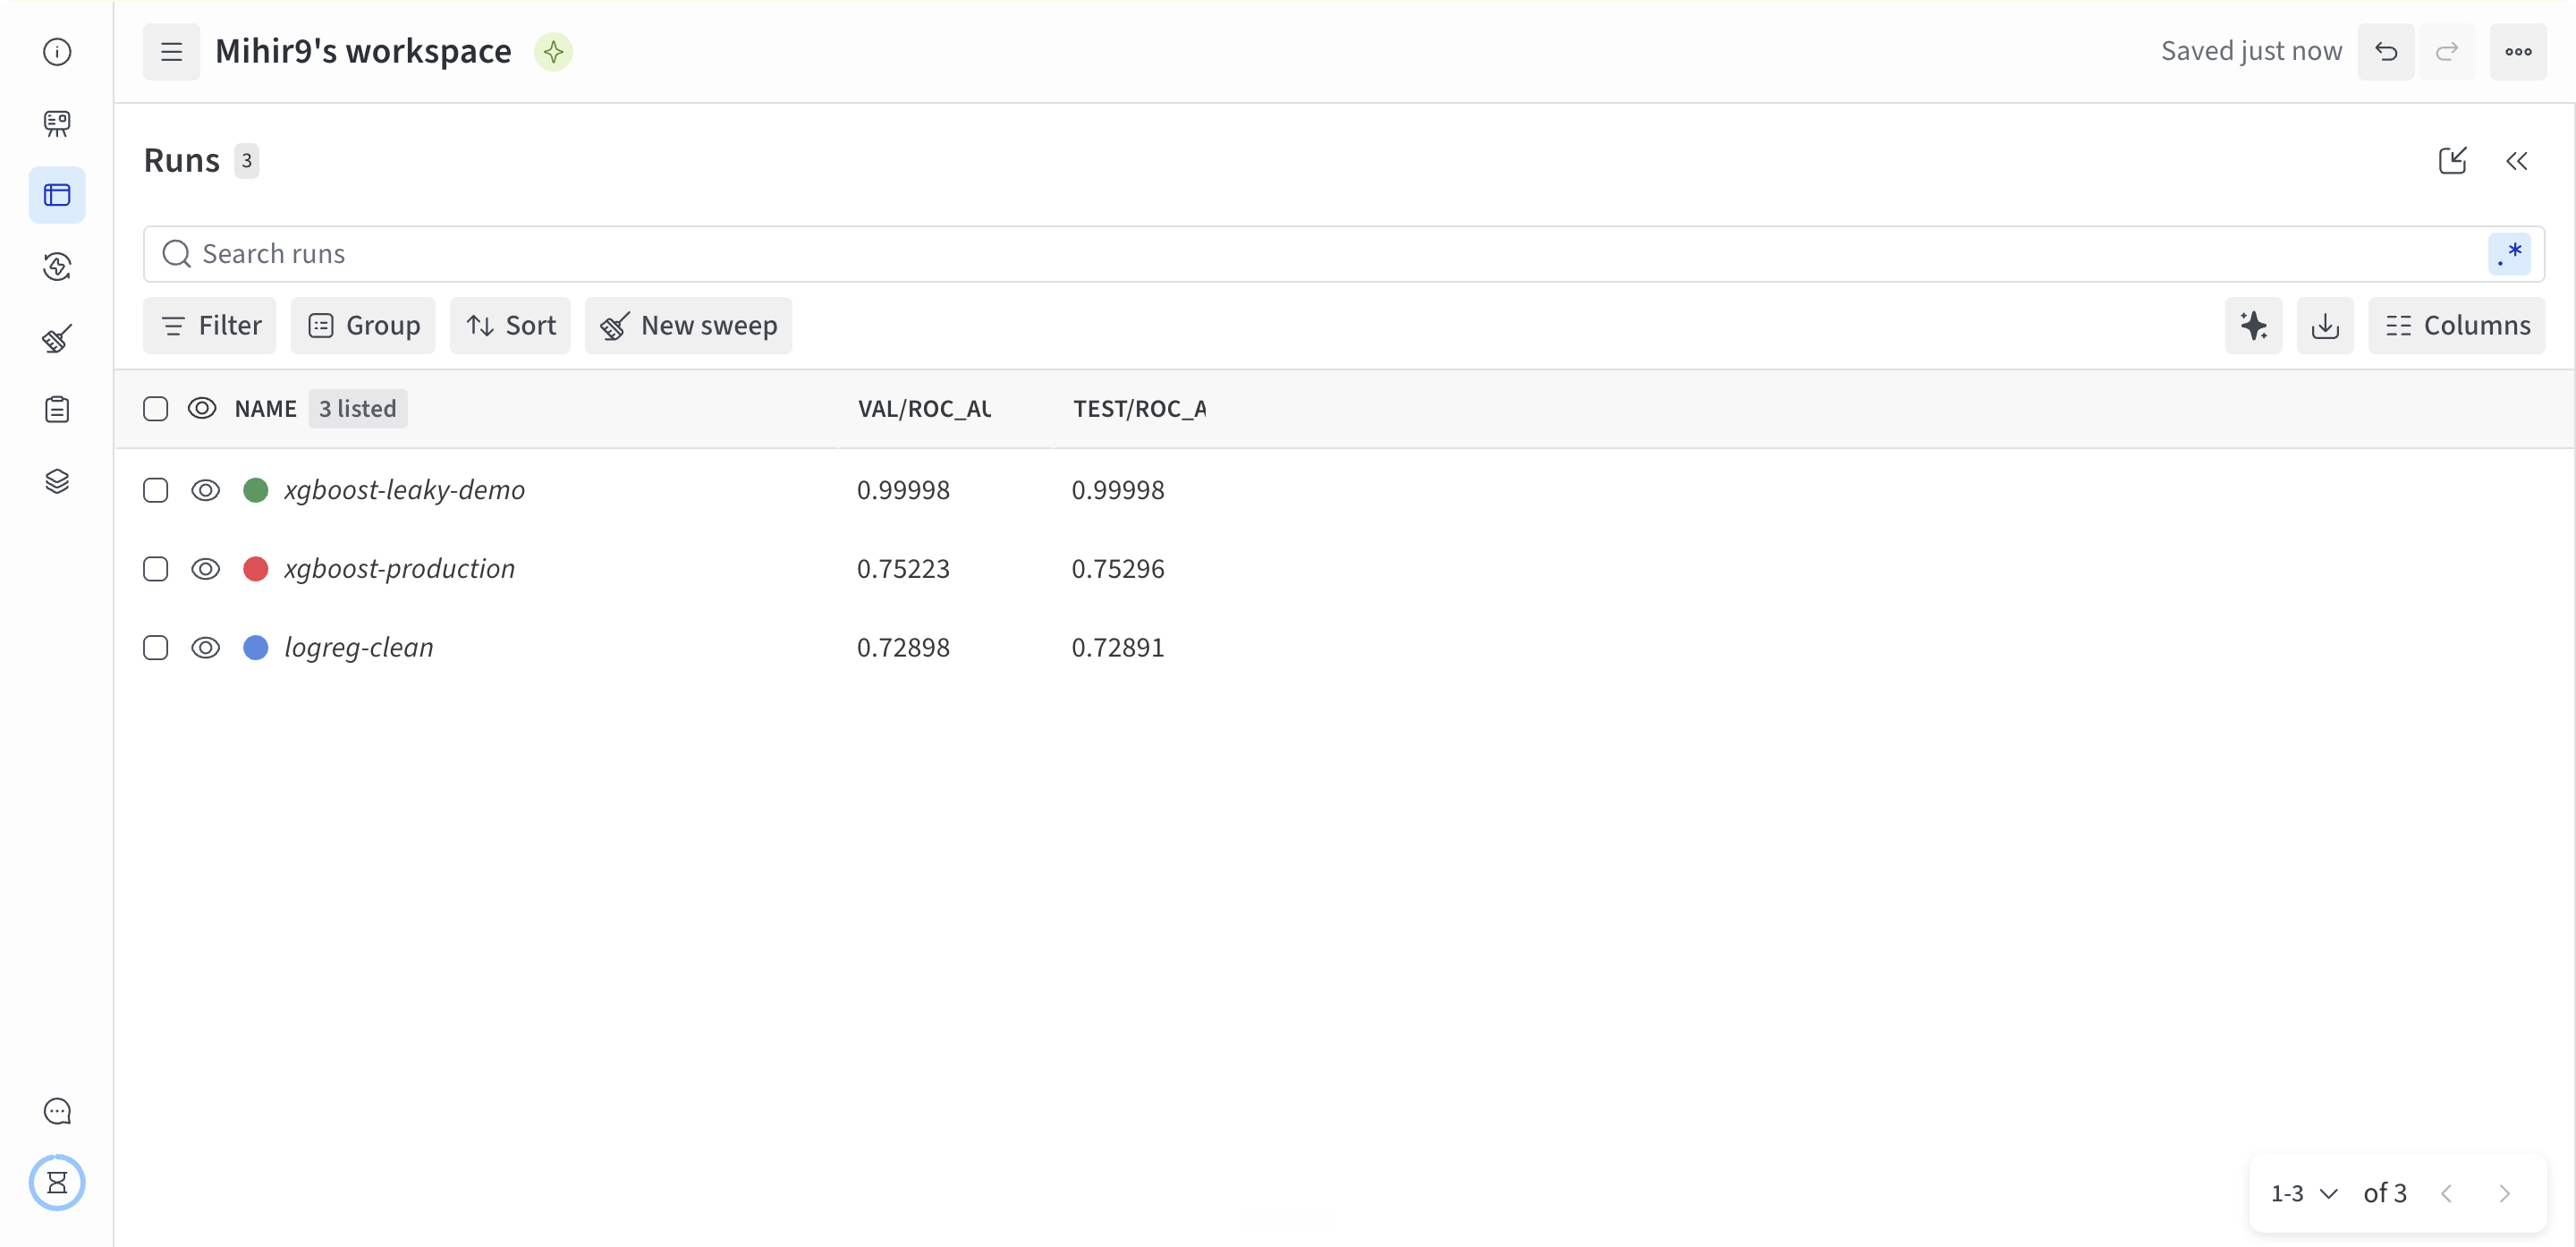 Mihir9's workspace
Saved just now
Runs 3
Search runs
.*
Filter Group Sort New sweep Columns
NAME 3 listed VAL/ROC_AU TEST/ROC_A
xgboost-leaky-demo 0.99998 0.99998
xgboost-production 0.75223 0.75296
logreg-clean 0.72898 0.72891
1-3 of 3